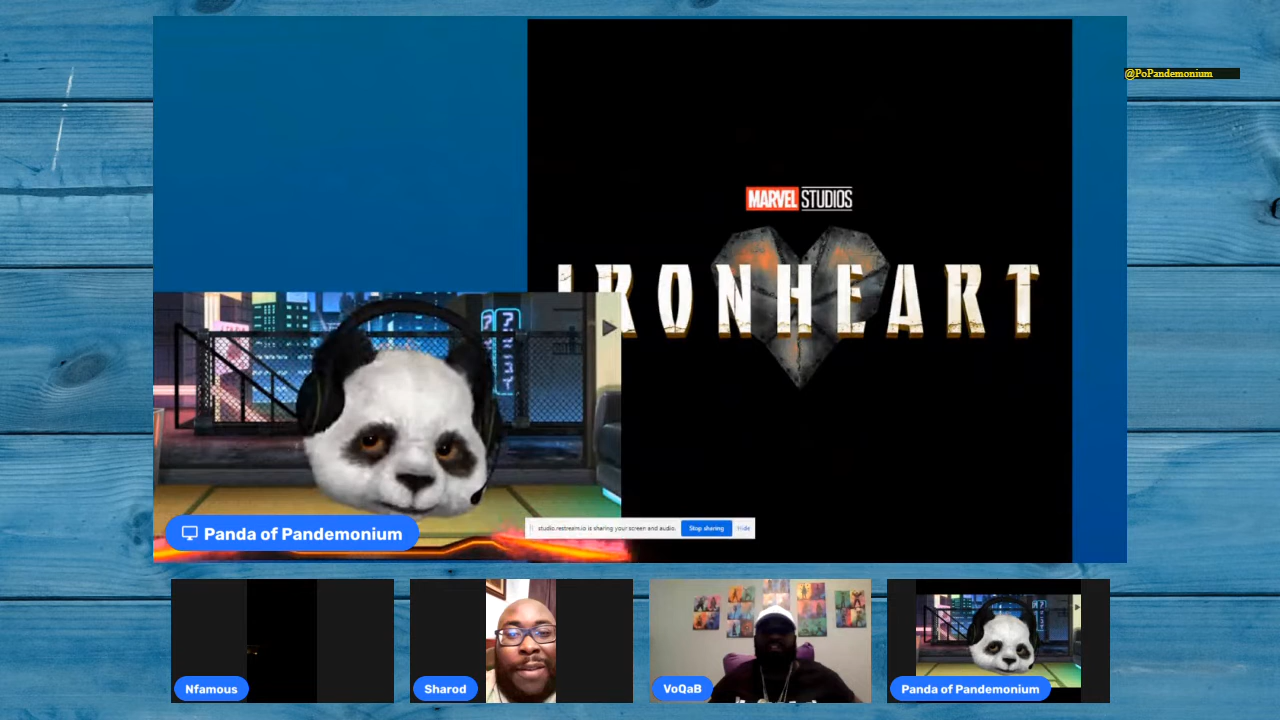 @PoPandemonium
MARVEL STUDIOS
IRONHEART
Panda of Pandemonium
studio.restream.io is sharing your screen and audio.
Stop sharing
Hide
Nfamous
Sharod
VoQaB
Panda of Pandemonium